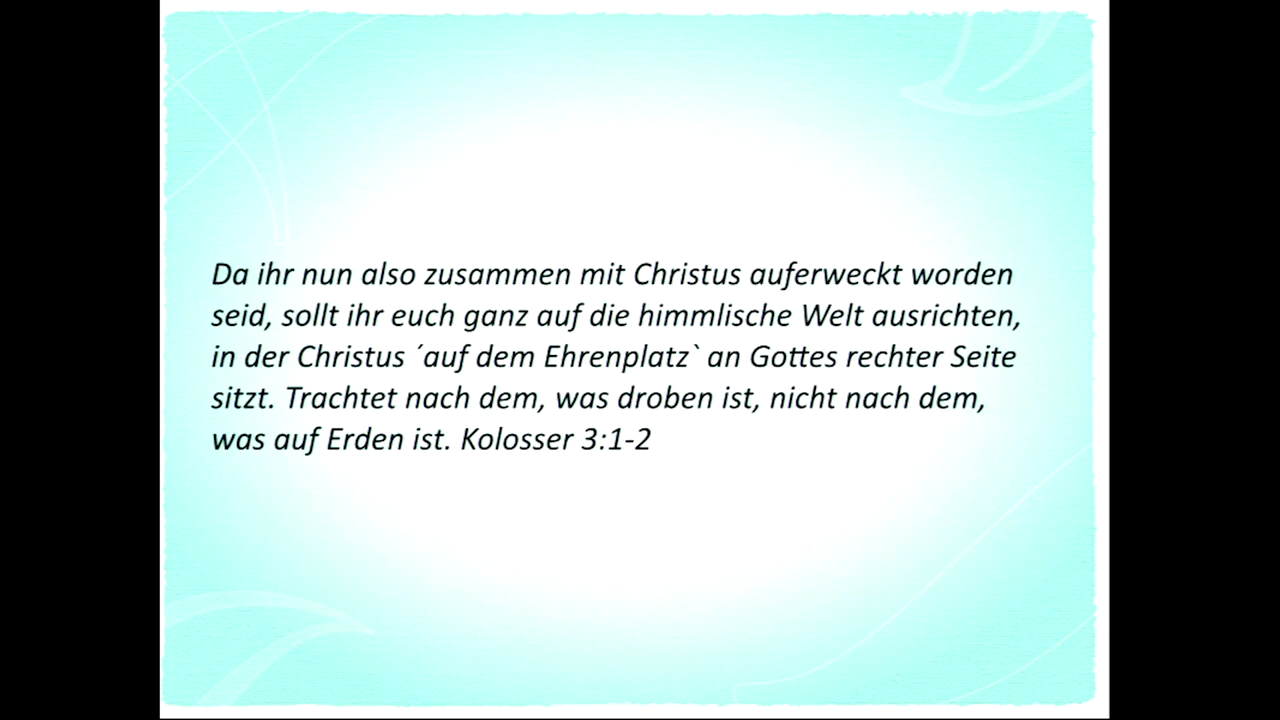 Da ihr nun also zusammen mit Christus auferweckt worden
seid, sollt ihr euch ganz auf die himmlische Welt ausrichten,
in der Christus ´auf dem Ehrenplatz` an Gottes rechter Seite
sitzt. Trachtet nach dem, was droben ist, nicht nach dem,
was auf Erden ist. Kolosser 3:1-2